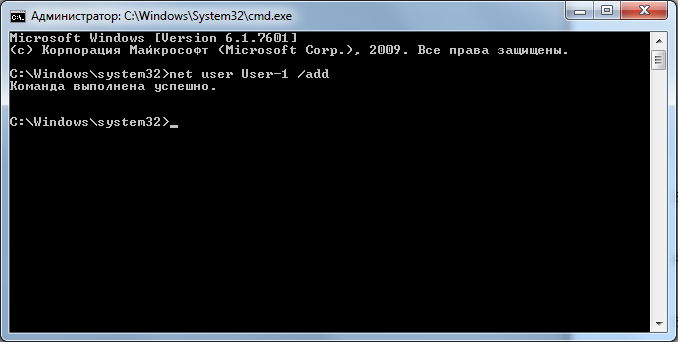 Администратор: C:\Windows\System32\cmd.exe
Microsoft Windows [Version 6.1.7601]
(c) Корпорация Майкрософт (Microsoft Corp.), 2009. Все права защищены.
C:\Windows\system32>net user User-1 /add
Команда выполнена успешно.
C:\Windows\system32>_